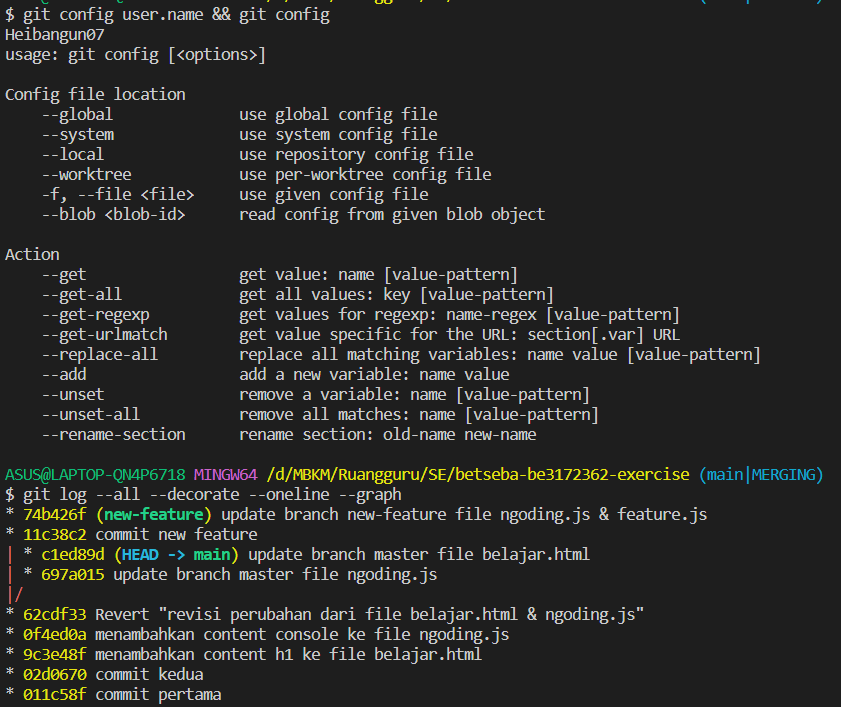 $ git config user.name && git config
Heibangun07
usage: git config [<options>]
Config file location
--global use global config file
--system use system config file
--local use repository config file
--worktree use per-worktree config file
-f, --file <file> use given config file
--blob <blob-id> read config from given blob object
Action
--get get value: name [value-pattern]
--get-all get all values: key [value-pattern]
--get-regexp get values for regexp: name-regex [value-pattern]
--get-urlmatch get value specific for the URL: section[.var] URL
--replace-all replace all matching variables: name value [value-pattern]
--add add a new variable: name value
--unset remove a variable: name [value-pattern]
--unset-all remove all matches: name [value-pattern]
--rename-section rename section: old-name new-name
ASUS@LAPTOP-QN4P6718 MINGW64 /d/MBKM/Ruangguru/SE/betseba-be3172362-exercise (main|MERGING)
$ git log --all --decorate --oneline --graph
* 74b426f (new-feature) update branch new-feature file ngoding.js & feature.js
* 11c38c2 commit new feature
| * c1ed89d (HEAD -> main) update branch master file belajar.html
| * 697a015 update branch master file ngoding.js
|/
* 62cdf33 Revert "revisi perubahan dari file belajar.html & ngoding.js"
* 0f4ed0a menambahkan content console ke file ngoding.js
* 9c3e48f menambahkan content h1 ke file belajar.html
* 02d0670 commit kedua
* 011c58f commit pertama